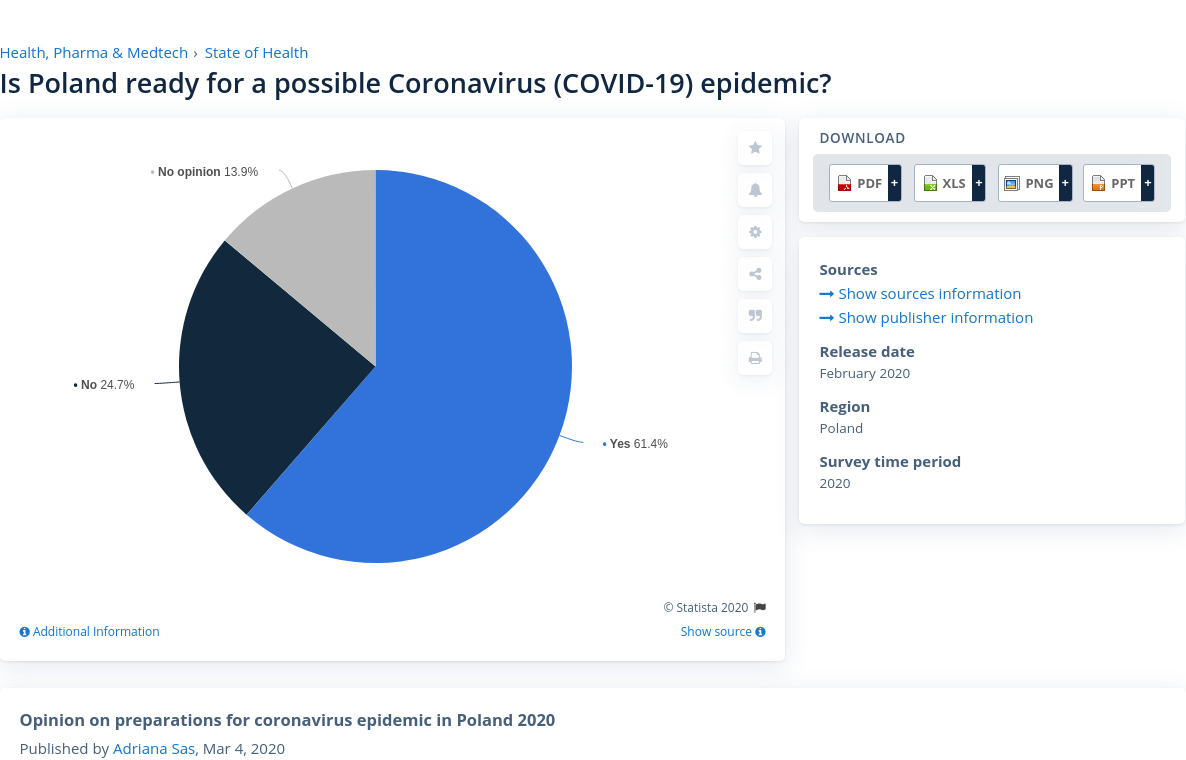 Health, Pharma & Medtech › State of Health
Is Poland ready for a possible Coronavirus (COVID-19) epidemic?
• No opinion 13.9%
• No 24.7%
• Yes 61.4%
© Statista 2020
Additional Information
Show source
DOWNLOAD
PDF + XLS + PNG + PPT +
Sources
Show sources information
Show publisher information
Release date
February 2020
Region
Poland
Survey time period
2020
Opinion on preparations for coronavirus epidemic in Poland 2020
Published by Adriana Sas, Mar 4, 2020